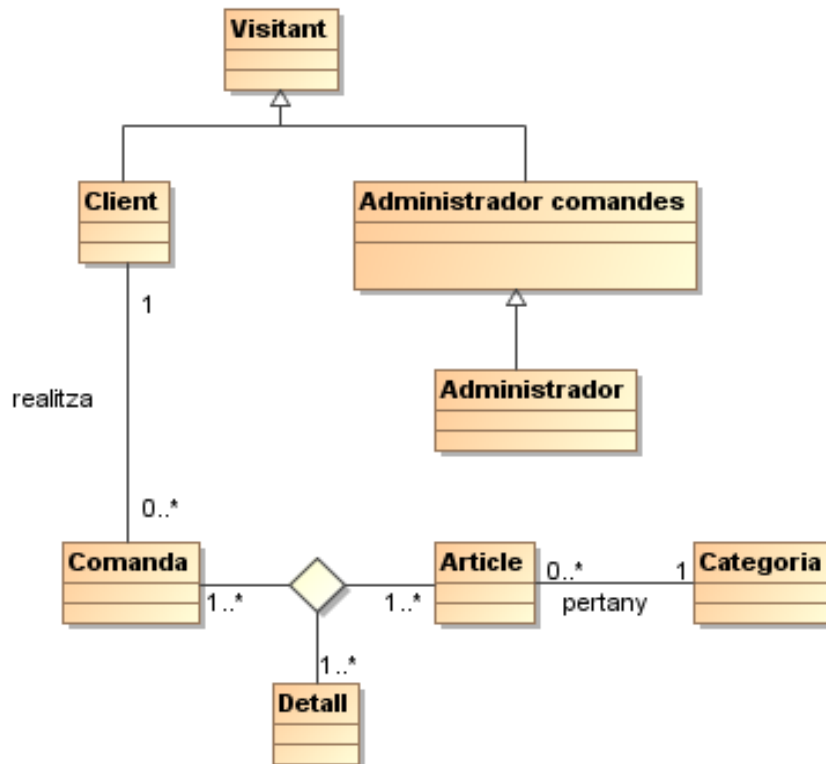 Visitant
Client
Administrador comandes
1
Administrador
realitza
0..*
Comanda
1..*
1..*
Article
0..*
1
pertany
Categoria
1..*
Detall